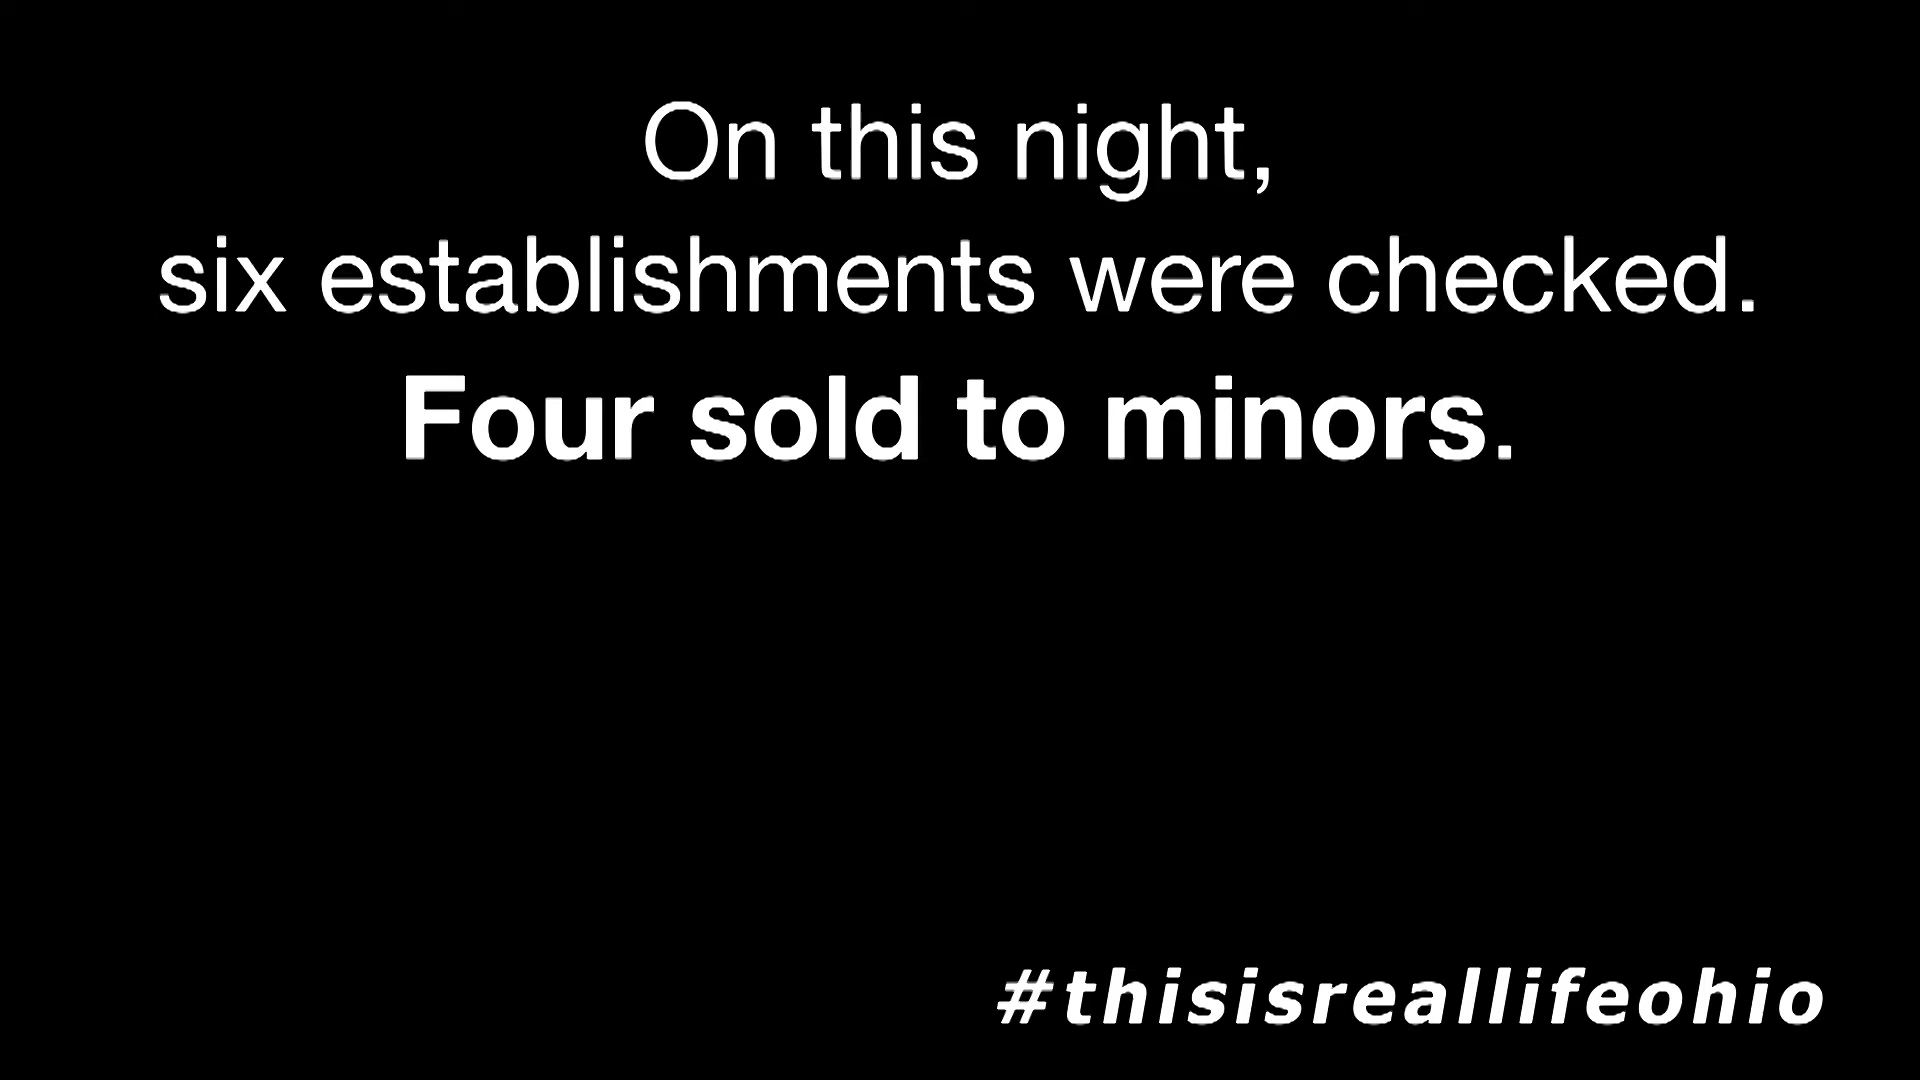 On this night,
six establishments were checked.
Four sold to minors.
#thisisreallifeohio